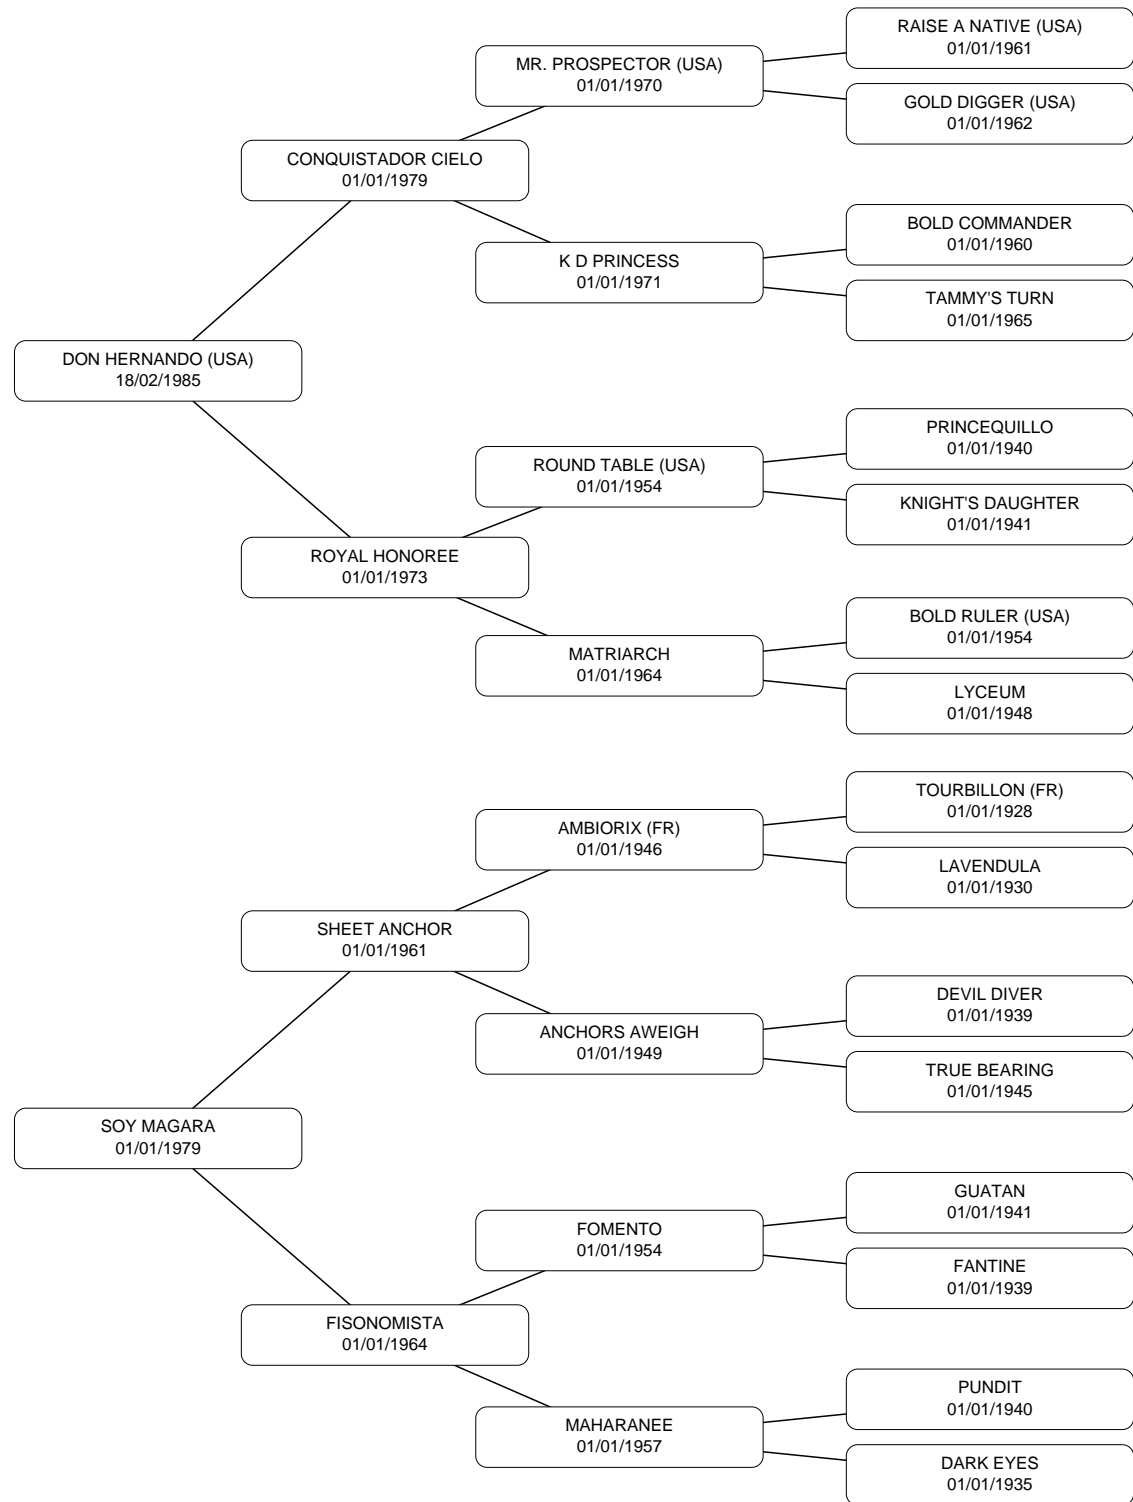 RAISE A NATIVE (USA)
01/01/1961
MR. PROSPECTOR (USA)
01/01/1970
GOLD DIGGER (USA)
01/01/1962
CONQUISTADOR CIELO
01/01/1979
BOLD COMMANDER
01/01/1960
K D PRINCESS
01/01/1971
TAMMY'S TURN
01/01/1965
DON HERNANDO (USA)
18/02/1985
PRINCEQUILLO
01/01/1940
ROUND TABLE (USA)
01/01/1954
KNIGHT'S DAUGHTER
01/01/1941
ROYAL HONOREE
01/01/1973
BOLD RULER (USA)
01/01/1954
MATRIARCH
01/01/1964
LYCEUM
01/01/1948
TOURBILLON (FR)
01/01/1928
AMBIORIX (FR)
01/01/1946
LAVENDULA
01/01/1930
SHEET ANCHOR
01/01/1961
DEVIL DIVER
01/01/1939
ANCHORS AWEIGH
01/01/1949
TRUE BEARING
01/01/1945
SOY MAGARA
01/01/1979
GUATAN
01/01/1941
FOMENTO
01/01/1954
FANTINE
01/01/1939
FISONOMISTA
01/01/1964
PUNDIT
01/01/1940
MAHARANEE
01/01/1957
DARK EYES
01/01/1935